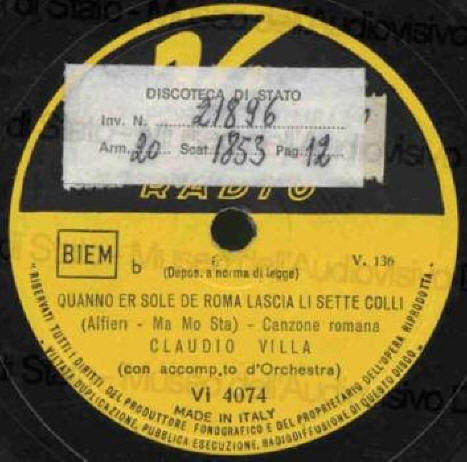 DISCOTECA DI STATO
Inv. N. 21896
Arm. 20 Scat. 1853 Pag. 12
RADIO
BIEM b V. 136
(Depos. a norma di legge)
QUANNO ER SOLE DE ROMA LASCIA LI SETTE COLLI
(Alfieri - Ma Mo Sta) - Canzone romana
CLAUDIO VILLA
(con accomp.to d'Orchestra)
Vi 4074
MADE IN ITALY
RISERVATI TUTTI I DIRITTI DEL PRODUTTORE FONOGRAFICO E DEL PROPRIETARIO DELL'OPERA RIPRODOTTA -
- VIETATE DUPLICAZIONE, PUBBLICA ESECUZIONE, RADIODIFFUSIONE DI QUESTO DISCO
di Stato - Museo dell'Audiovisivo